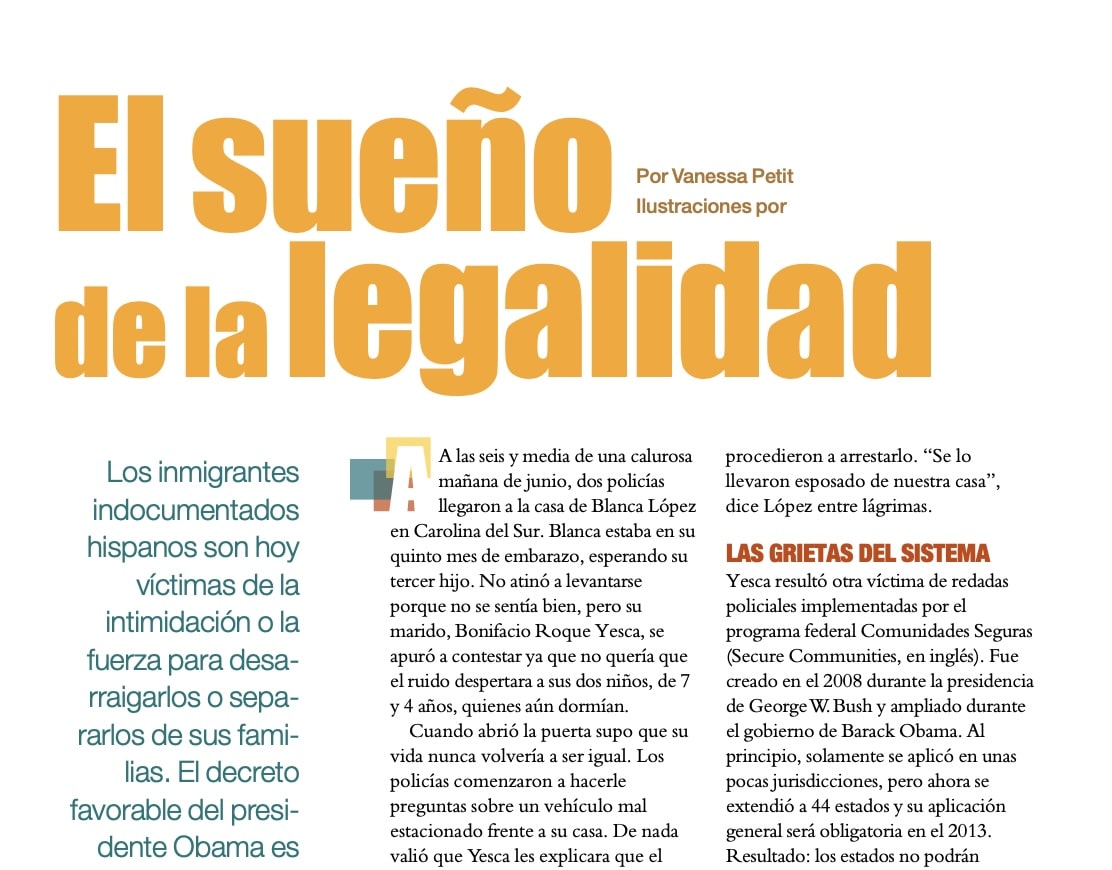 El sueño
de la legalidad
Por Vanessa Petit
Ilustraciones por
Los inmigrantes
indocumentados
hispanos son hoy
víctimas de la
intimidación o la
fuerza para desa-
rraigarlos o sepa-
rarlos de sus fami-
lias. El decreto
favorable del presi-
dente Obama es
A
A las seis y media de una calurosa
mañana de junio, dos policías
llegaron a la casa de Blanca López
en Carolina del Sur. Blanca estaba en su
quinto mes de embarazo, esperando su
tercer hijo. No atinó a levantarse
porque no se sentía bien, pero su
marido, Bonifacio Roque Yesca, se
apuró a contestar ya que no quería que
el ruido despertara a sus dos niños, de 7
y 4 años, quienes aún dormían.
Cuando abrió la puerta supo que su
vida nunca volvería a ser igual. Los
policías comenzaron a hacerle
preguntas sobre un vehículo mal
estacionado frente a su casa. De nada
valió que Yesca les explicara que el
procedieron a arrestarlo. “Se lo
llevaron esposado de nuestra casa”,
dice López entre lágrimas.
LAS GRIETAS DEL SISTEMA
Yesca resultó otra víctima de redadas
policiales implementadas por el
programa federal Comunidades Seguras
(Secure Communities, en inglés). Fue
creado en el 2008 durante la presidencia
de George W. Bush y ampliado durante
el gobierno de Barack Obama. Al
principio, solamente se aplicó en unas
pocas jurisdicciones, pero ahora se
extendió a 44 estados y su aplicación
general será obligatoria en el 2013.
Resultado: los estados no podrán